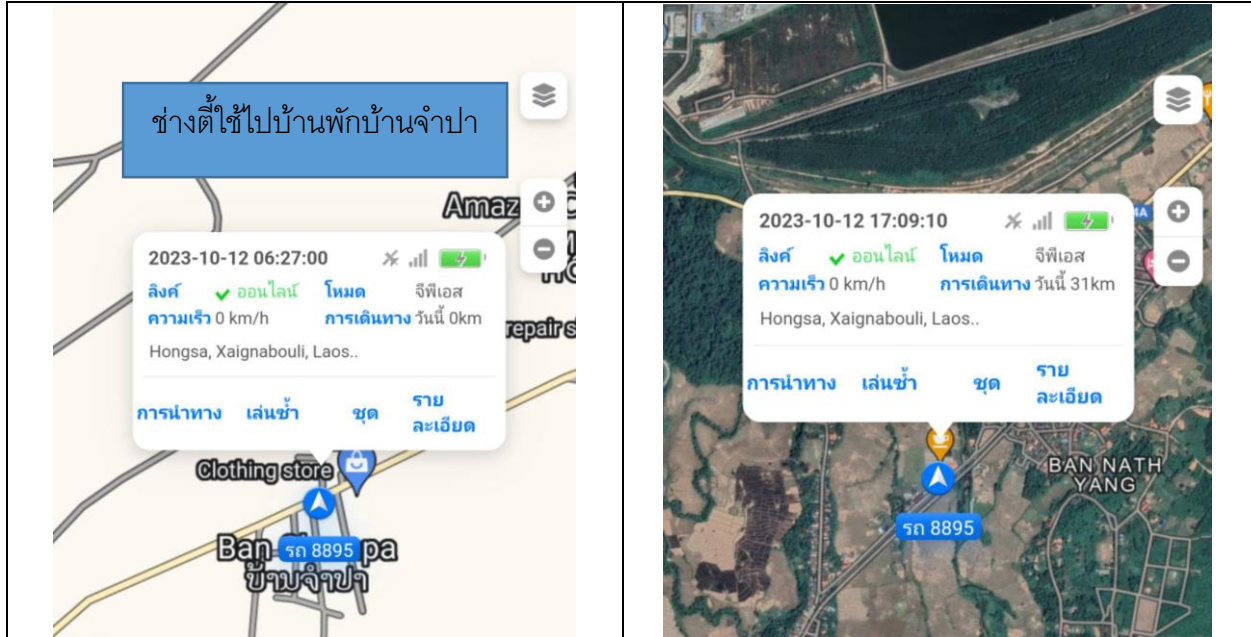 ช่างตี้ใช้ไปบ้านพักบ้านจำปา
Amaz
2023-10-12 06:27:00
ลิงค์ ออนไลน์ โหมด จีพีเอส
ความเร็ว 0 km/h การเดินทาง วันนี้ 0km
repair s
Hongsa, Xaignabouli, Laos..
การนำทาง เล่นซ้ำ ชุด ราย
ละเอียด
Clothing store
Ban
รถ 8895
pa
4A
2023-10-12 17:09:10
ลิงค์ ออนไลน์ โหมด จีพีเอส
ความเร็ว 0 km/h การเดินทาง วันนี้ 31km
Hongsa, Xaignabouli, Laos..
การนำทาง เล่นซ้ำ ชุด ราย
ละเอียด
BAN NATH
YANG
รถ 8895